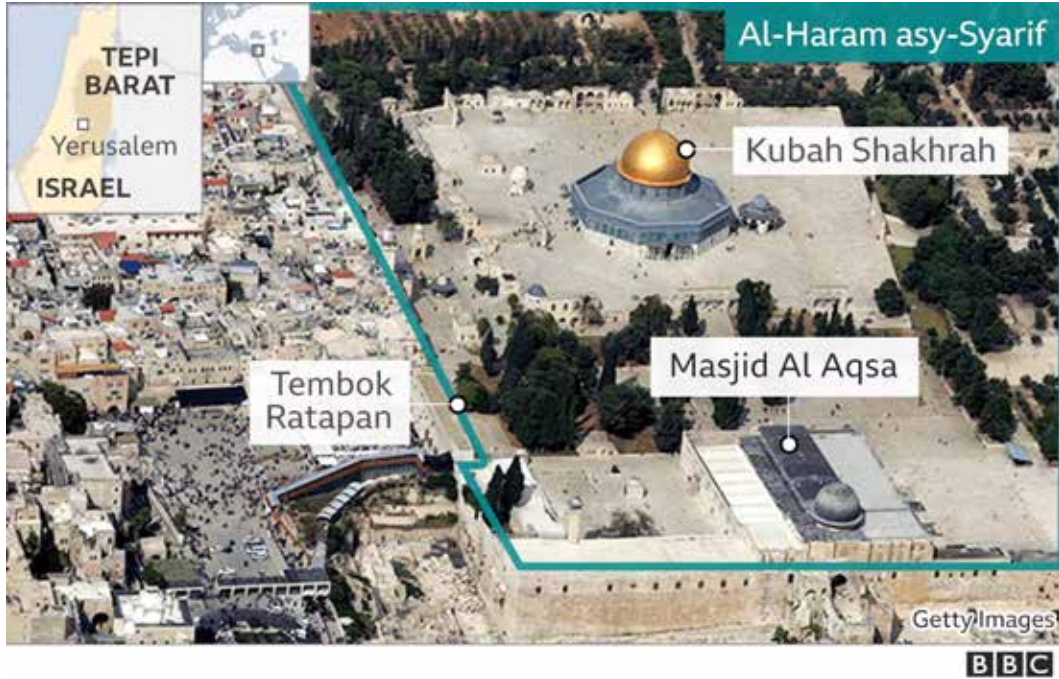 TEPI
BARAT
Yerusalem
ISRAEL
Al-Haram asy-Syarif
Kubah Shakhrah
Tembok
Ratapan
Masjid Al Aqsa
Getty Images
BBC